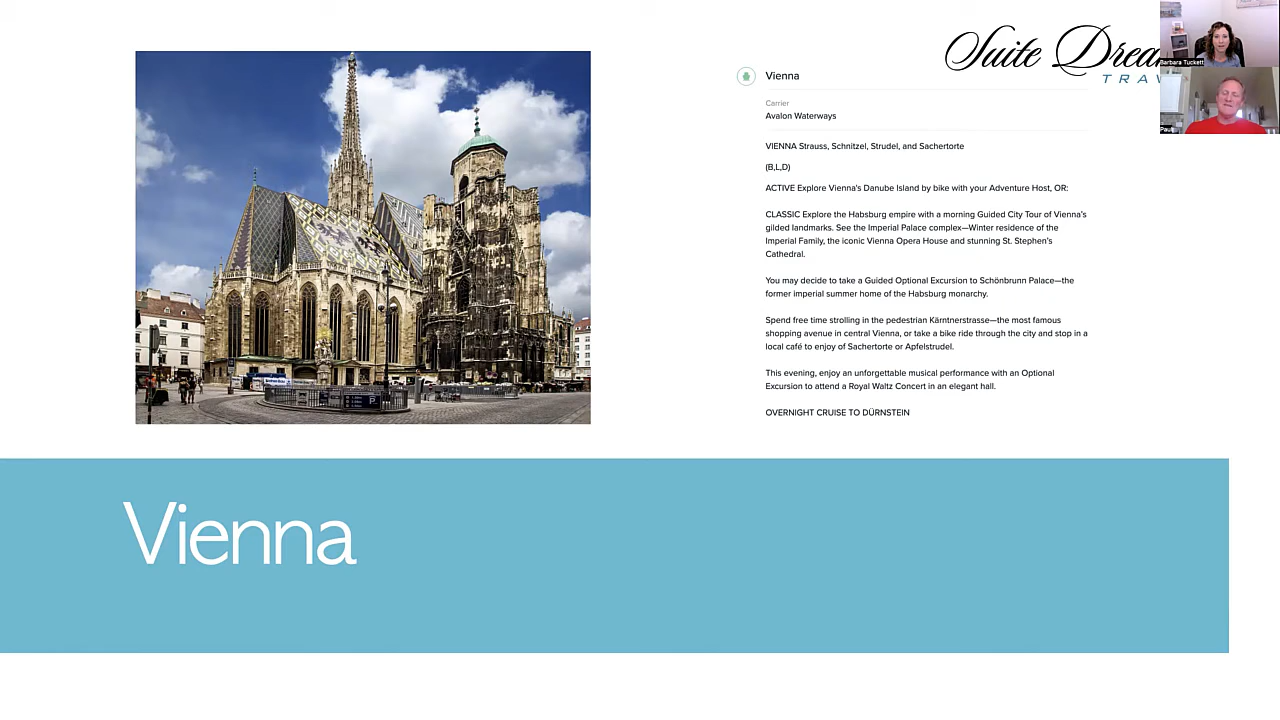 Suite
TRAV
Barbara Tuckett
Paul
Vienna
Carrier
Avalon Waterways
VIENNA Strauss, Schnitzel, Strudel, and Sachertorte
(B,L,D)
ACTIVE Explore Vienna's Danube Island by bike with your Adventure Host, OR:
CLASSIC Explore the Habsburg empire with a morning Guided City Tour of Vienna's
gilded landmarks. See the Imperial Palace complex—Winter residence of the
Imperial Family, the iconic Vienna Opera House and stunning St. Stephen's
Cathedral.
You may decide to take a Guided Optional Excursion to Schönbrunn Palace—the
former imperial summer home of the Habsburg monarchy.
Spend free time strolling in the pedestrian Kärntnerstrasse—the most famous
shopping avenue in central Vienna, or take a bike ride through the city and stop in a
local café to enjoy of Sachertorte or Apfelstrudel.
This evening, enjoy an unforgettable musical performance with an Optional
Excursion to attend a Royal Waltz Concert in an elegant hall.
OVERNIGHT CRUISE TO DÜRNSTEIN
P
Vienna